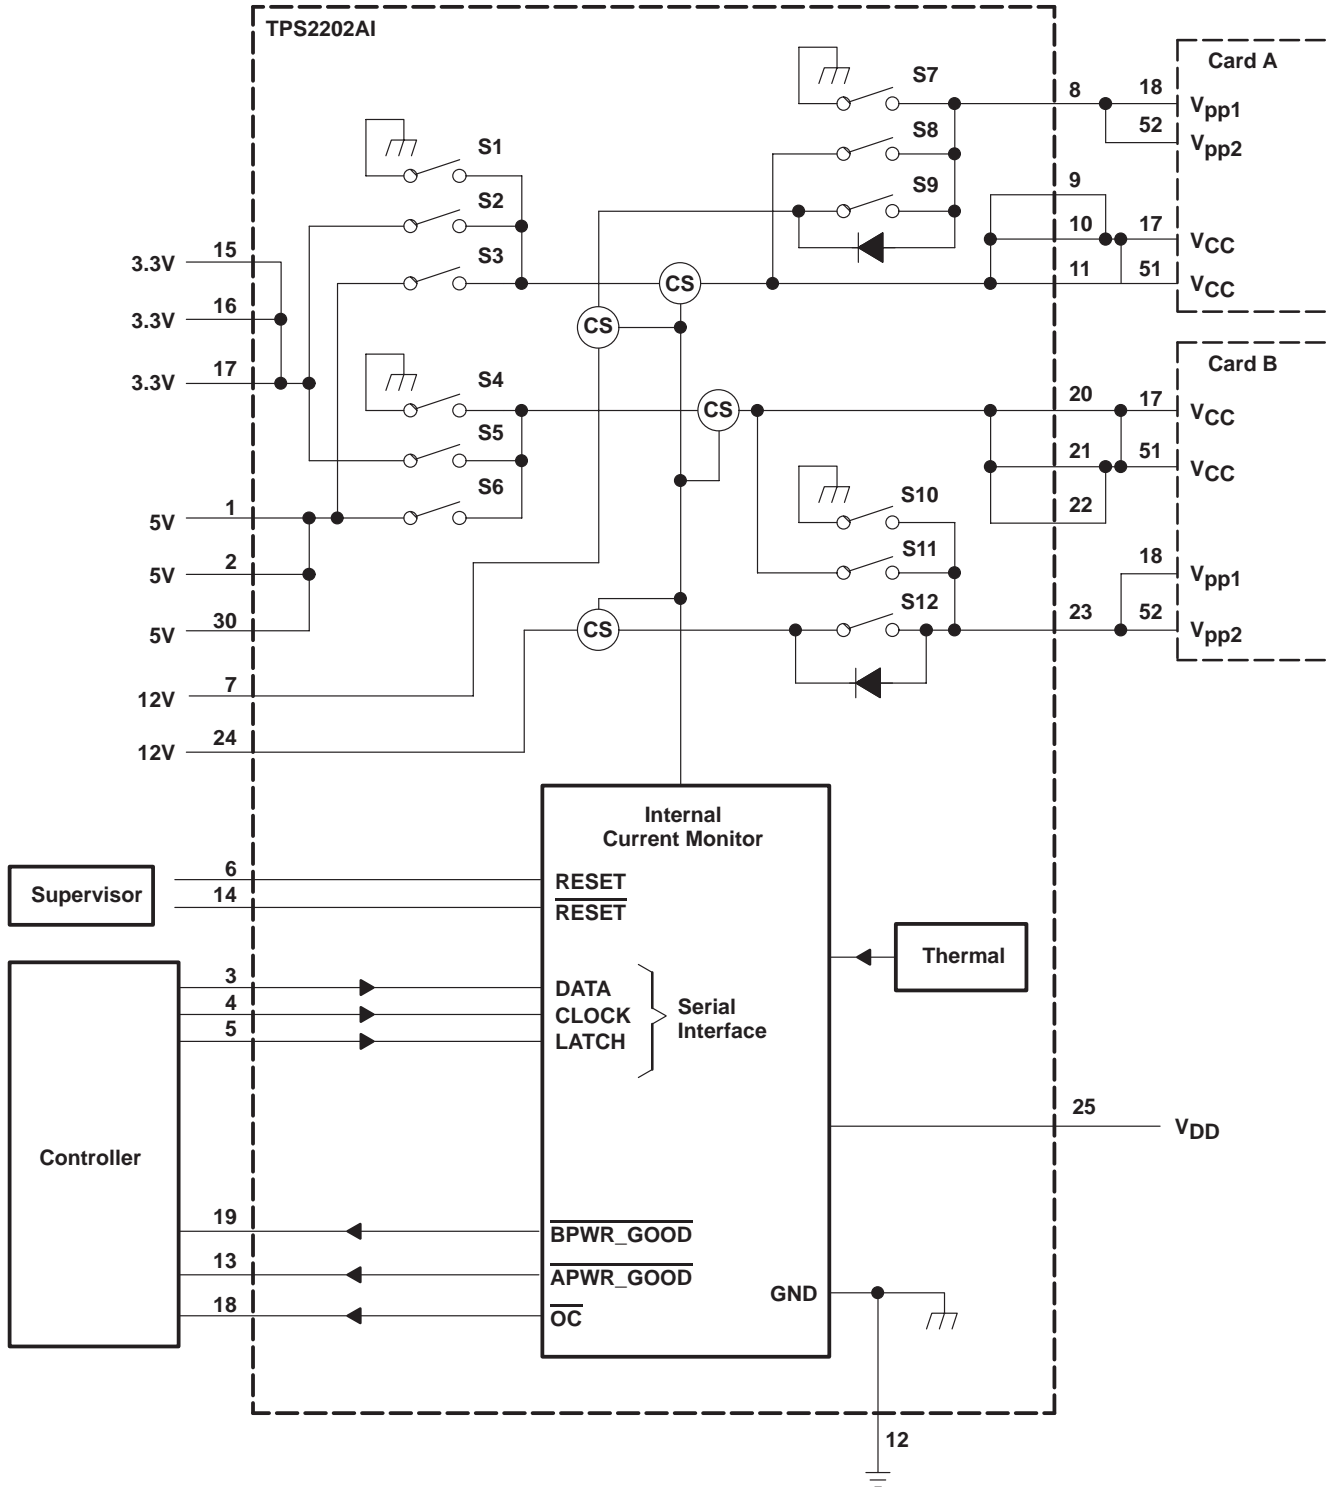 TPS2202AI
S7
S8
S9
8
18
52
9
10
17
11
51
Card A
Vpp1
Vpp2
VCC
VCC
S1
S2
S3
CS
CS
3.3V
15
3.3V
16
3.3V
17
S4
S5
S6
CS
Card B
20
17
VCC
21
51
VCC
22
18
Vpp1
23
52
Vpp2
S10
S11
S12
CS
5V
1
5V
2
5V
30
12V
7
12V
24
Internal
Current Monitor
Supervisor
6
14
RESET
RESET
Thermal
Controller
3
4
5
DATA
CLOCK
LATCH
Serial
Interface
25
VDD
19
BPWR_GOOD
13
APWR_GOOD
18
OC
GND
12